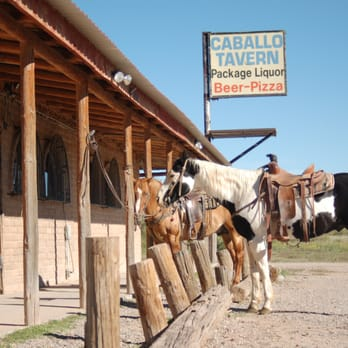 CABALLO
TAVERN
Package Liquor
Beer-Pizza